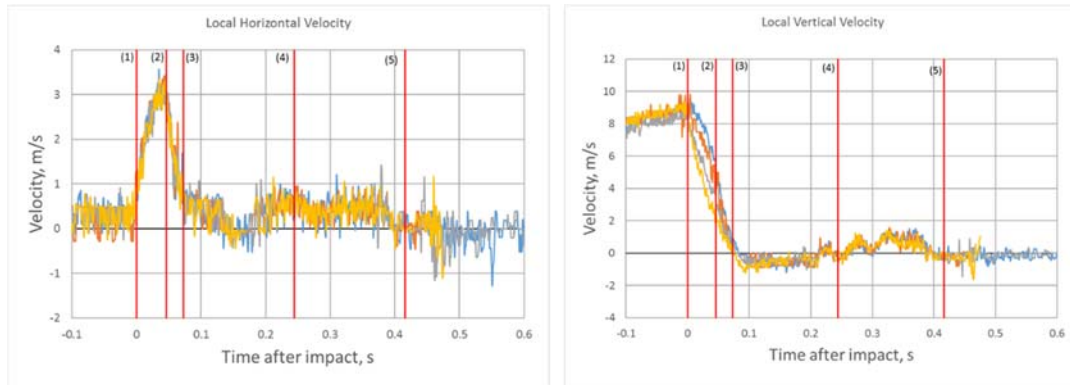 Local Horizontal Velocity
(1) (2) (3) (4) (5)
4
3
2
1
0
-1
-2
Velocity, m/s
-0.1 0 0.1 0.2 0.3 0.4 0.5 0.6
Time after impact, s
Local Vertical Velocity
(1) (2) (3) (4) (5)
12
10
8
6
4
2
0
-2
-4
Velocity, m/s
-0.1 0 0.1 0.2 0.3 0.4 0.5 0.6
Time after impact, s